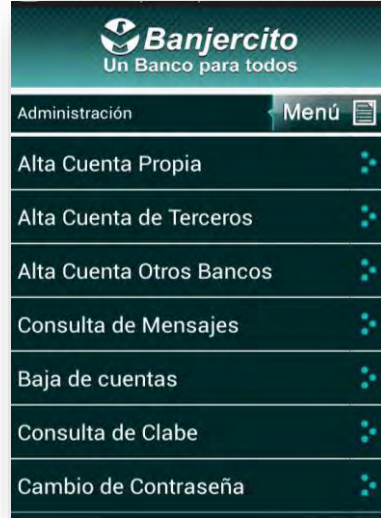 Banjercito
Un Banco para todos
Administración
Menú
Alta Cuenta Propia
Alta Cuenta de Terceros
Alta Cuenta Otros Bancos
Consulta de Mensajes
Baja de cuentas
Consulta de Clabe
Cambio de Contraseña